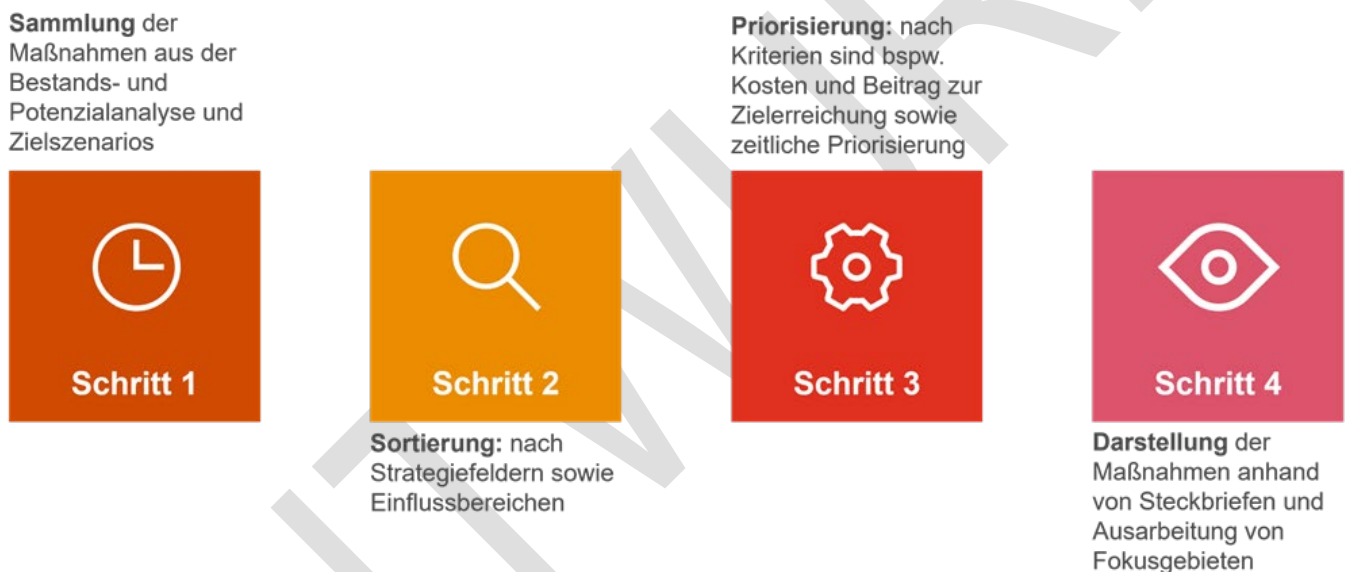 Sammlung der
Maßnahmen aus der
Bestands- und
Potenzialanalyse und
Zielszenarios
Schritt 1
Schritt 2
Sortierung: nach
Strategiefeldern sowie
Einflussbereichen
Priorisierung: nach
Kriterien sind bspw.
Kosten und Beitrag zur
Zielerreichung sowie
zeitliche Priorisierung
Schritt 3
Schritt 4
Darstellung der
Maßnahmen anhand
von Steckbriefen und
Ausarbeitung von
Fokusgebieten